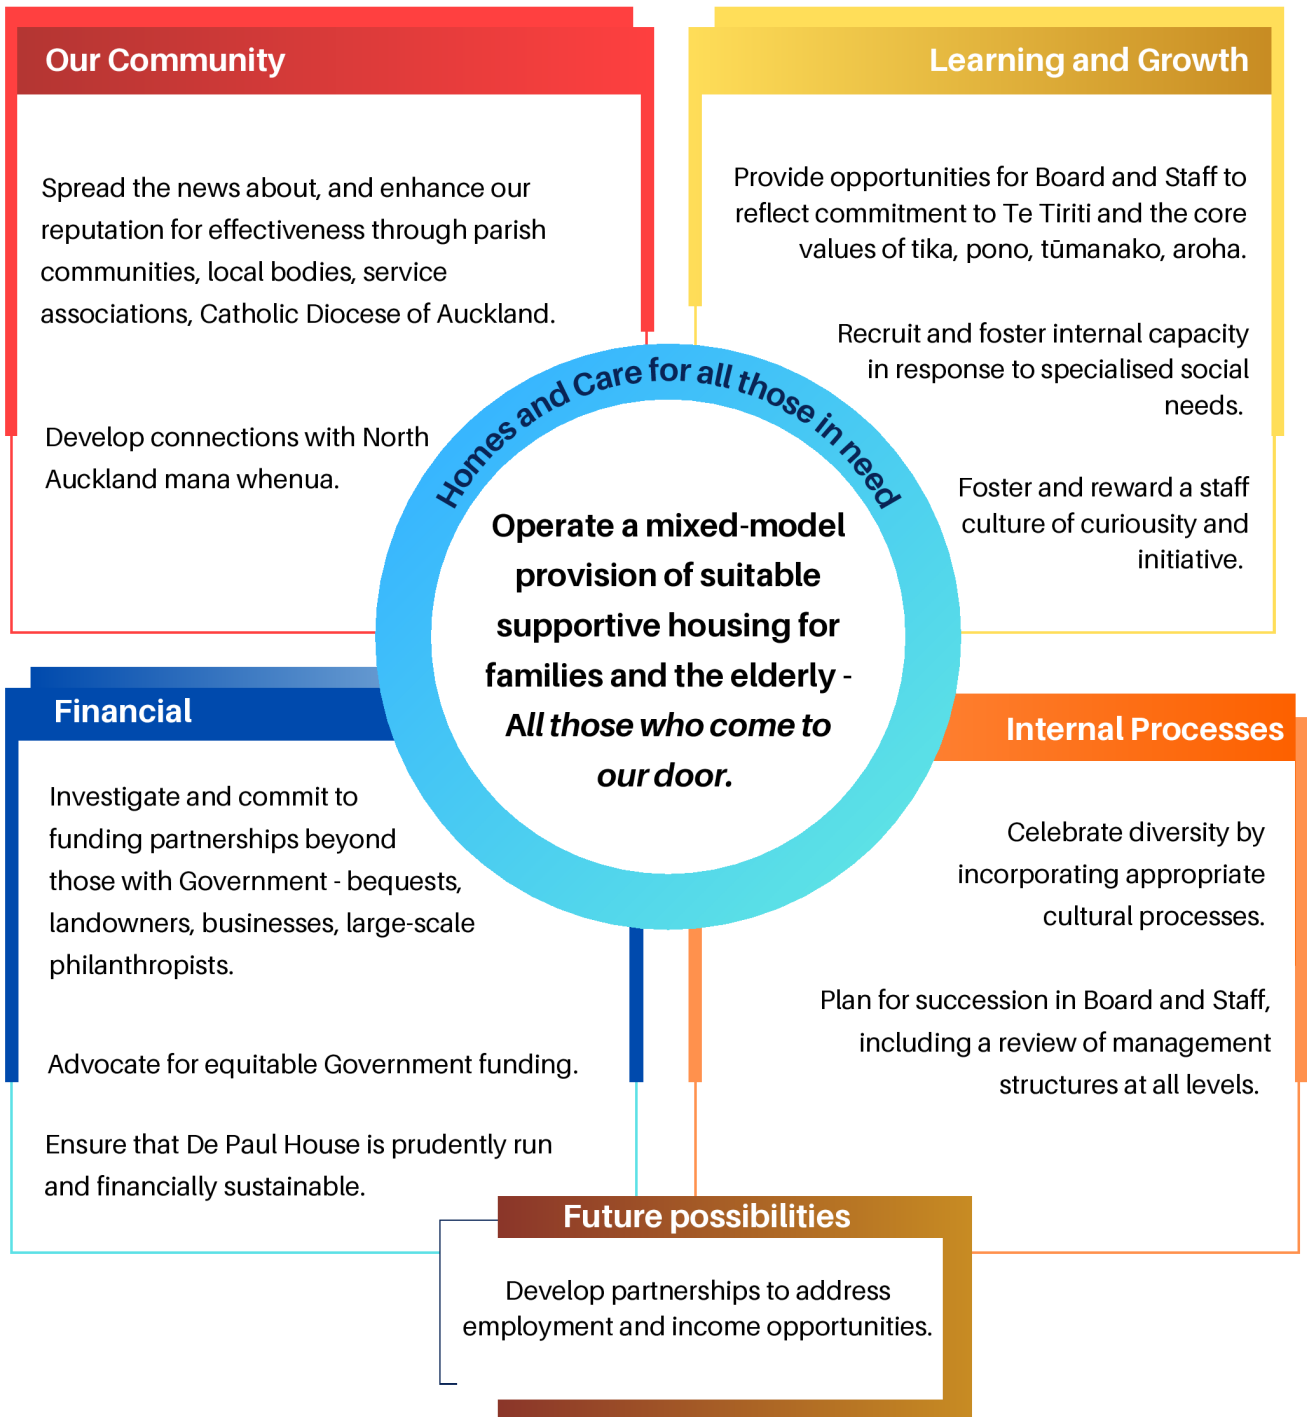 Our Community
Spread the news about, and enhance our
reputation for effectiveness through parish
communities, local bodies, service
associations, Catholic Diocese of Auckland.
Develop connections with North
Auckland mana whenua.
Learning and Growth
Provide opportunities for Board and Staff to
reflect commitment to Te Tiriti and the core
values of tika, pono, tūmanako, aroha.
Recruit and foster internal capacity
in response to specialised social
needs.
Foster and reward a staff
culture of curiousity and
initiative.
Homes and Care for all those in need
Operate a mixed-model
provision of suitable
supportive housing for
families and the elderly -
All those who come to
our door.
Financial
Investigate and commit to
funding partnerships beyond
those with Government - bequests,
landowners, businesses, large-scale
philanthropists.
Advocate for equitable Government funding.
Ensure that De Paul House is prudently run
and financially sustainable.
Internal Processes
Celebrate diversity by
incorporating appropriate
cultural processes.
Plan for succession in Board and Staff,
including a review of management
structures at all levels.
Future possibilities
Develop partnerships to address
employment and income opportunities.